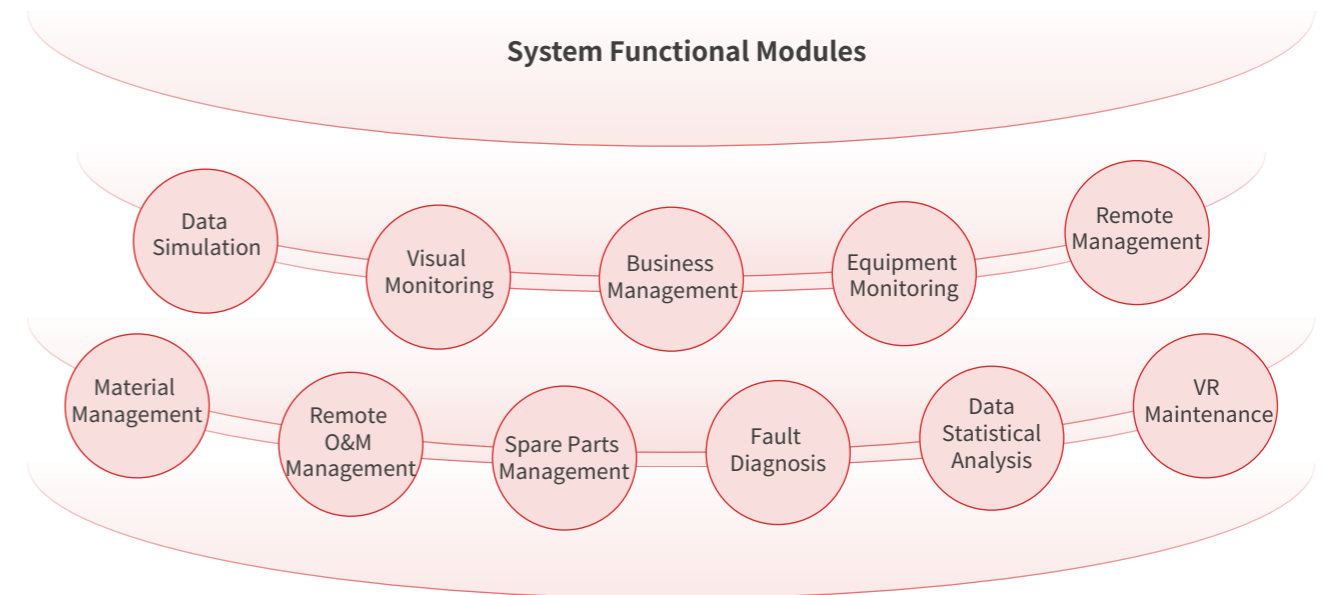 System Functional Modules
Data
Simulation
Visual
Monitoring
Business
Management
Equipment
Monitoring
Remote
Management
Material
Management
Remote
O&M
Management
Spare Parts
Management
Fault
Diagnosis
Data
Statistical
Analysis
VR
Maintenance